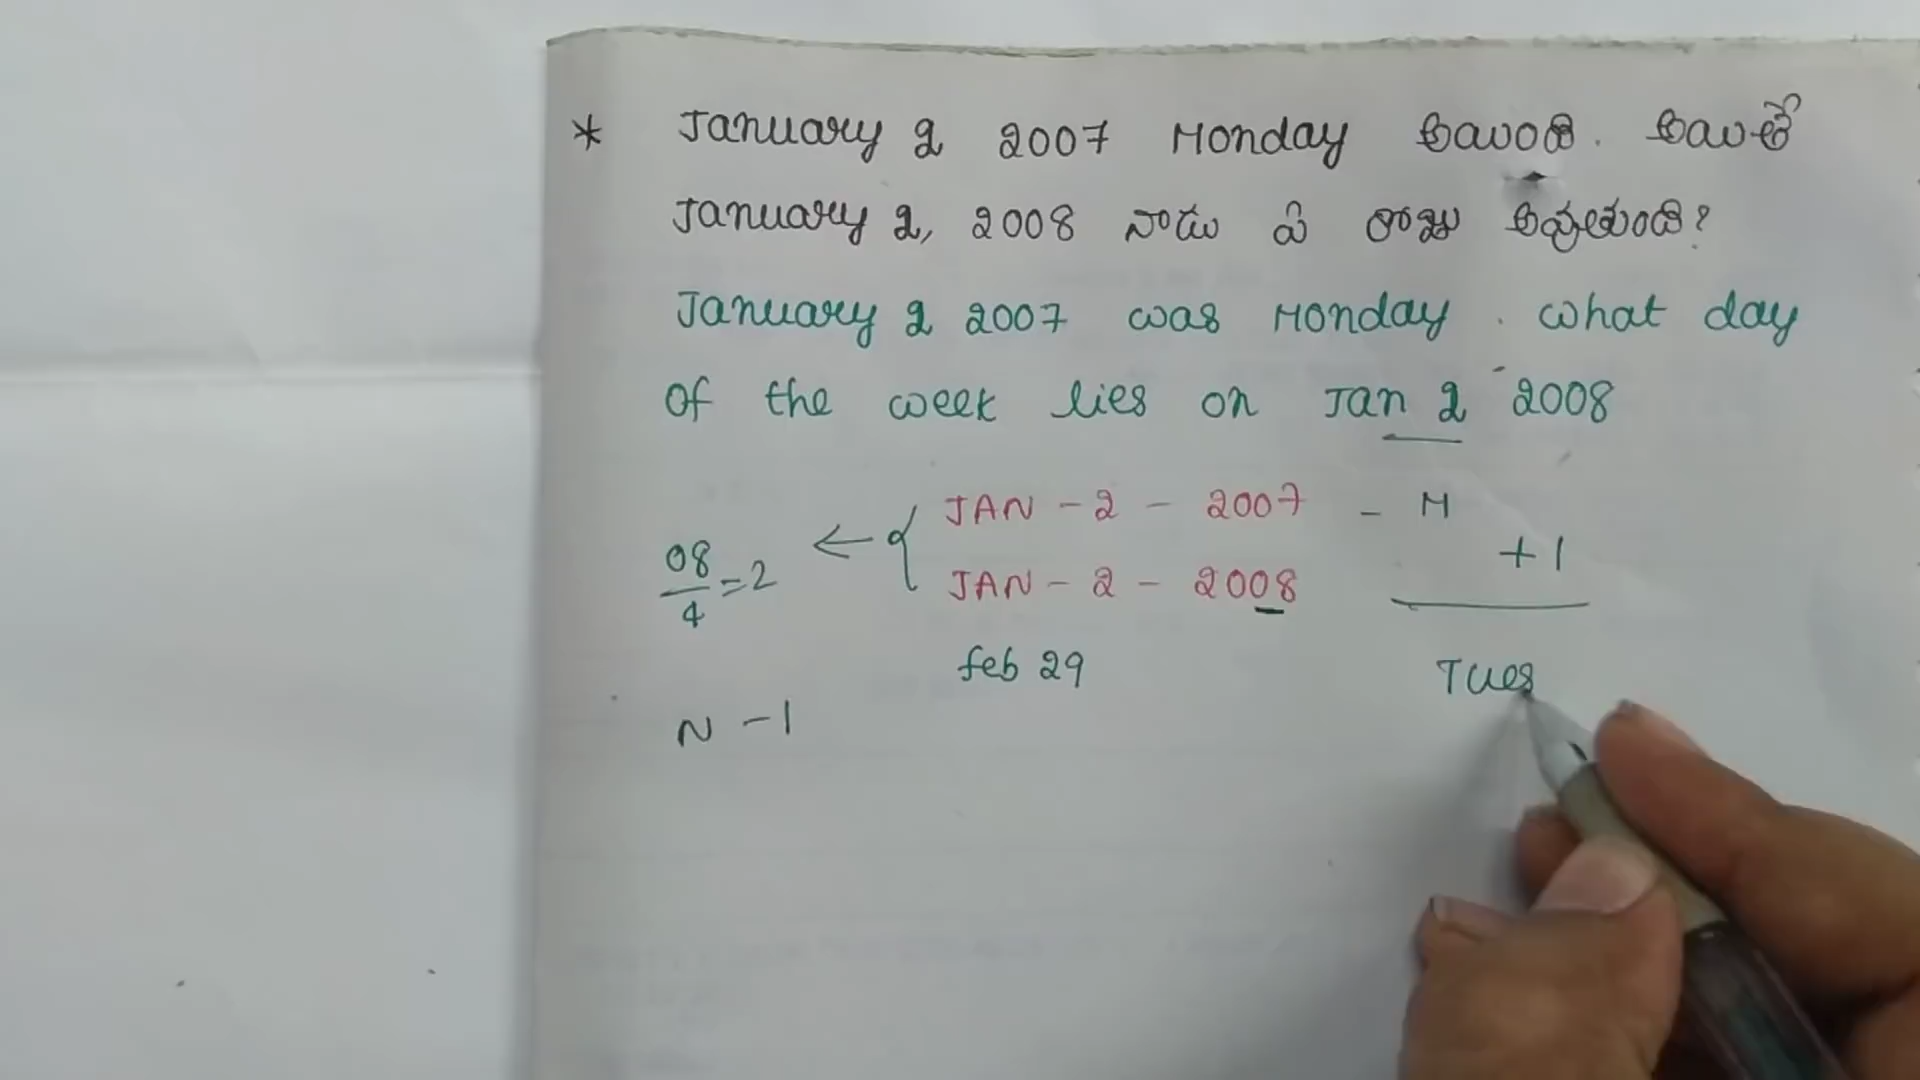 * January 2 2007 Monday అయింది. అయితే
January 2, 2008 నాడు ఏ రోజు అవుతుంది?
January 2 2007 was Monday. what day
of the week lies on Jan 2 2008
08/4 = 2 ← { JAN - 2 - 2007 - M
JAN - 2 - 2008 +1
feb 29 Tues
N -1